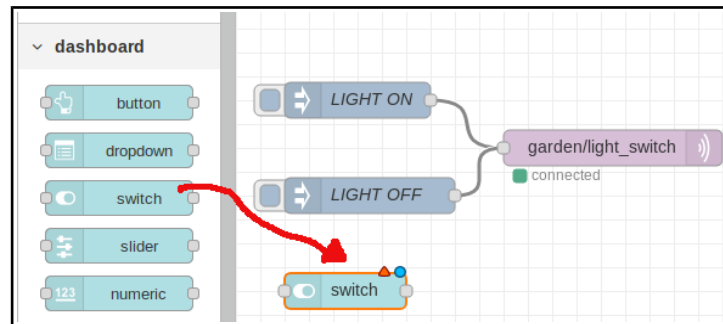 dashboard
button
dropdown
switch
slider
123 numeric
LIGHT ON
LIGHT OFF
garden/light_switch
connected
switch